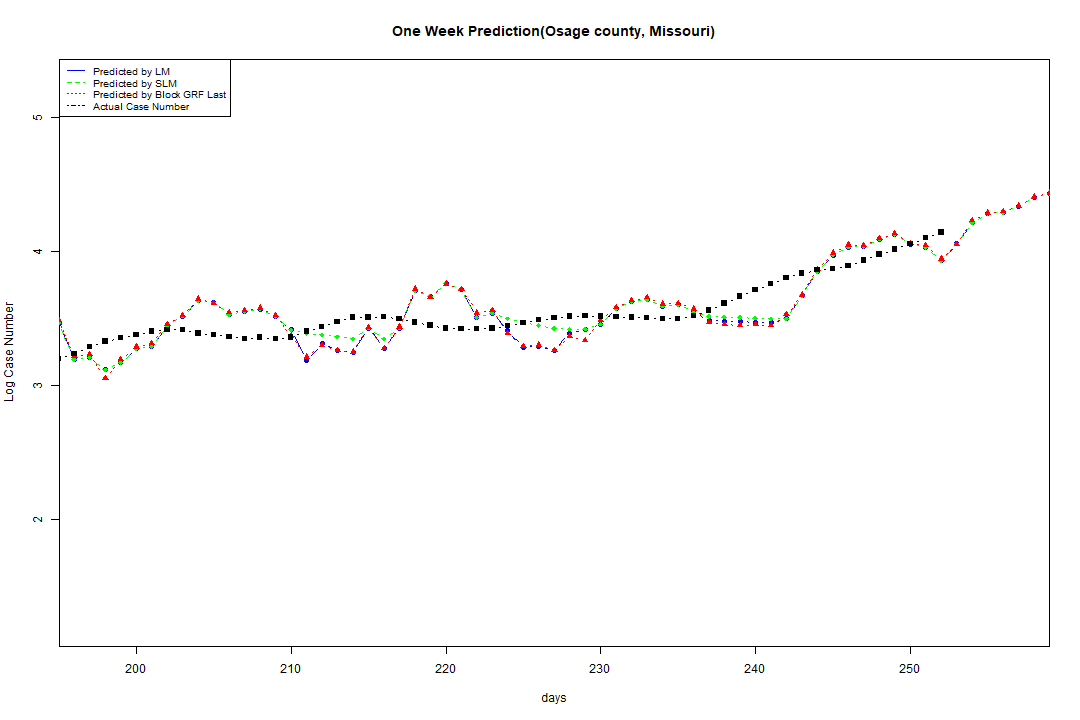 One Week Prediction(Osage county, Missouri)
Predicted by LM
Predicted by SLM
Predicted by Block GRF Last
Actual Case Number
5
4
3
2
Log Case Number
200 210 220 230 240 250
days